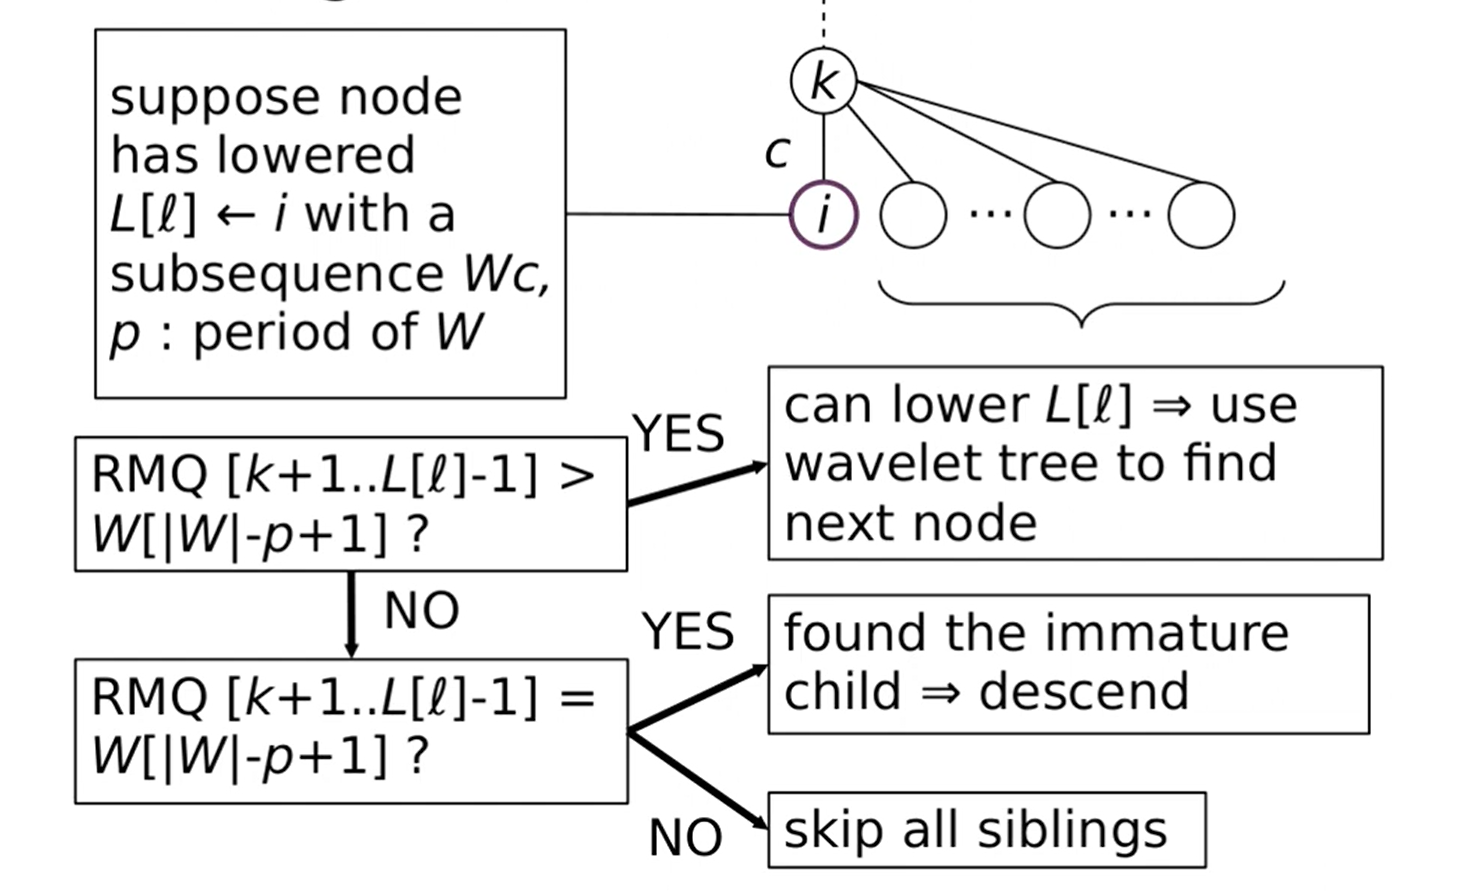 suppose node
has lowered
L[ℓ] ← i with a
subsequence Wc,
p : period of W
k
c
i
... ...
RMQ [k+1..L[ℓ]-1] >
W[|W|-p+1] ?
YES
can lower L[ℓ] ⇒ use
wavelet tree to find
next node
NO
RMQ [k+1..L[ℓ]-1] =
W[|W|-p+1] ?
YES
found the immature
child ⇒ descend
NO
skip all siblings